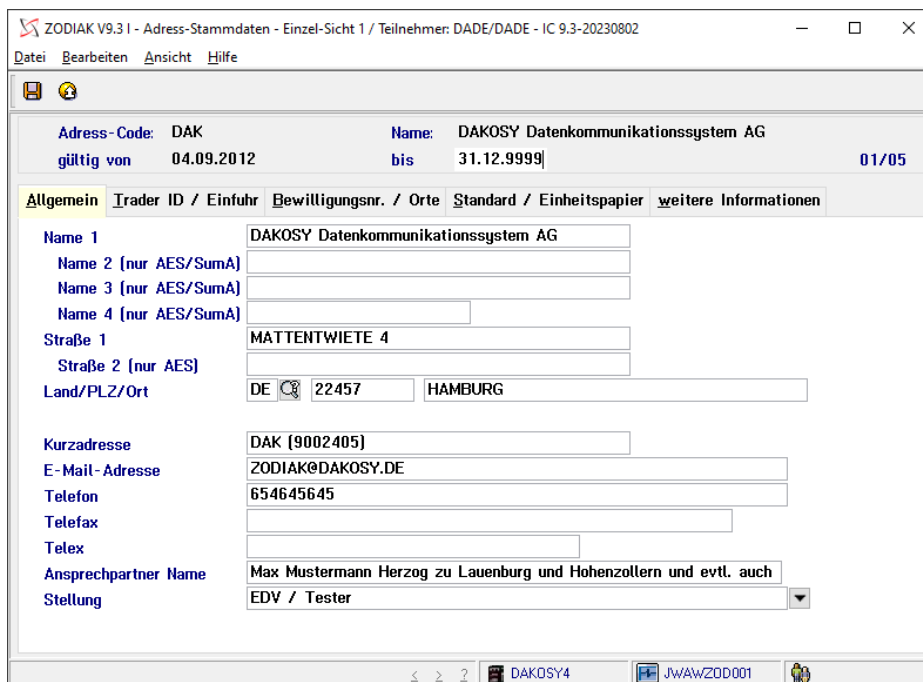 ZODIAK V9.3 I - Adress-Stammdaten - Einzel-Sicht 1 / Teilnehmer: DADE/DADE - IC 9.3-20230802
Datei Bearbeiten Ansicht Hilfe
Adress-Code: DAK Name: DAKOSY Datenkommunikationssystem AG
gültig von 04.09.2012 bis 31.12.9999 01/05
Allgemein Trader ID / Einfuhr Bewilligungsnr. / Orte Standard / Einheitspapier weitere Informationen
Name 1 DAKOSY Datenkommunikationssystem AG
Name 2 (nur AES/SumA)
Name 3 (nur AES/SumA)
Name 4 (nur AES/SumA)
Straße 1 MATTENTWIETE 4
Straße 2 (nur AES)
Land/PLZ/Ort DE 22457 HAMBURG
Kurzadresse DAK (9002405)
E-Mail-Adresse ZODIAK@DAKOSY.DE
Telefon 654645645
Telefax
Telex
Ansprechpartner Name Max Mustermann Herzog zu Lauenburg und Hohenzollern und evtl. auch
Stellung EDV / Tester
< > ? DAKOSY4 JWAWZOD001